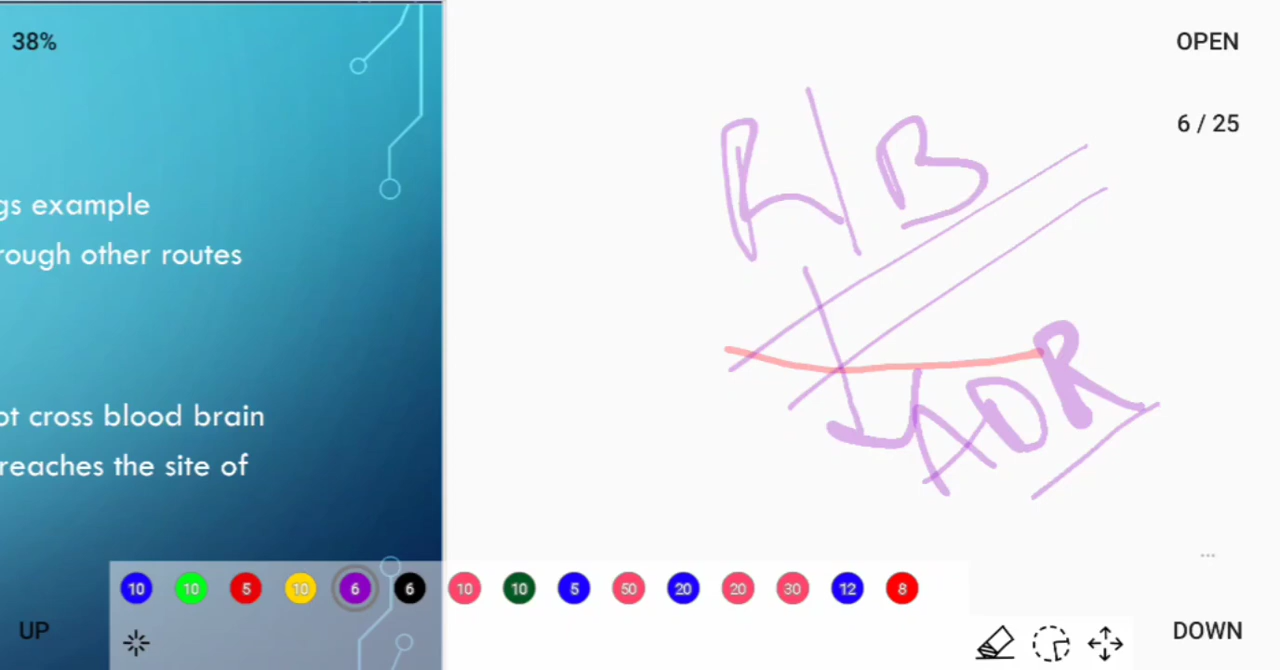 38%
OPEN
6 / 25
R/B
gs example
rough other routes
ADR
ot cross blood brain
reaches the site of
10 10 5 10 6 6 10 10 5 50 20 20 30 12 8
UP
DOWN